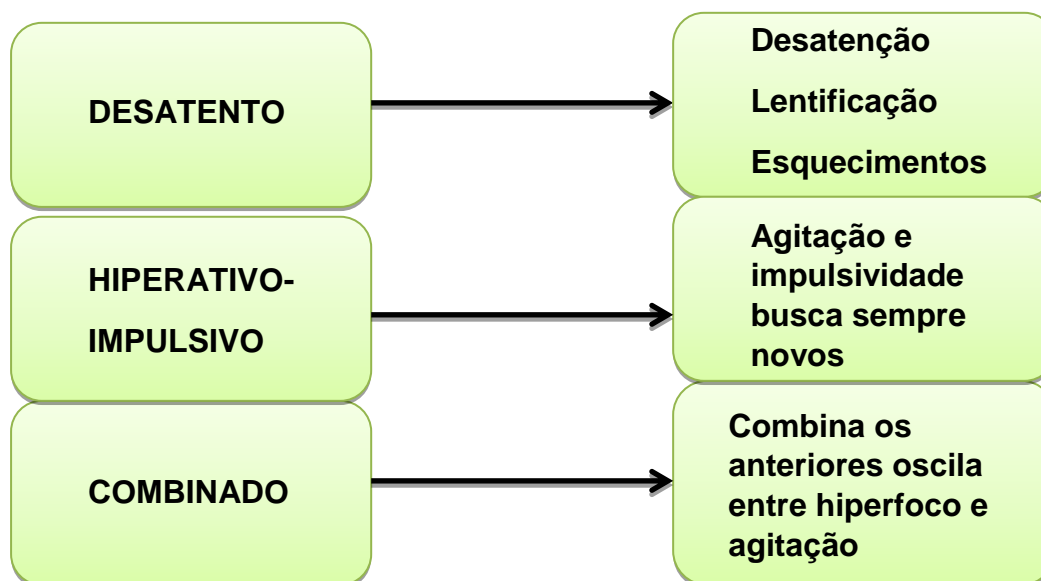 DESATENTO
Desatenção
Lentificação
Esquecimentos
HIPERATIVO-
IMPULSIVO
Agitação e
impulsividade
busca sempre
novos
COMBINADO
Combina os
anteriores oscila
entre hiperfoco e
agitação